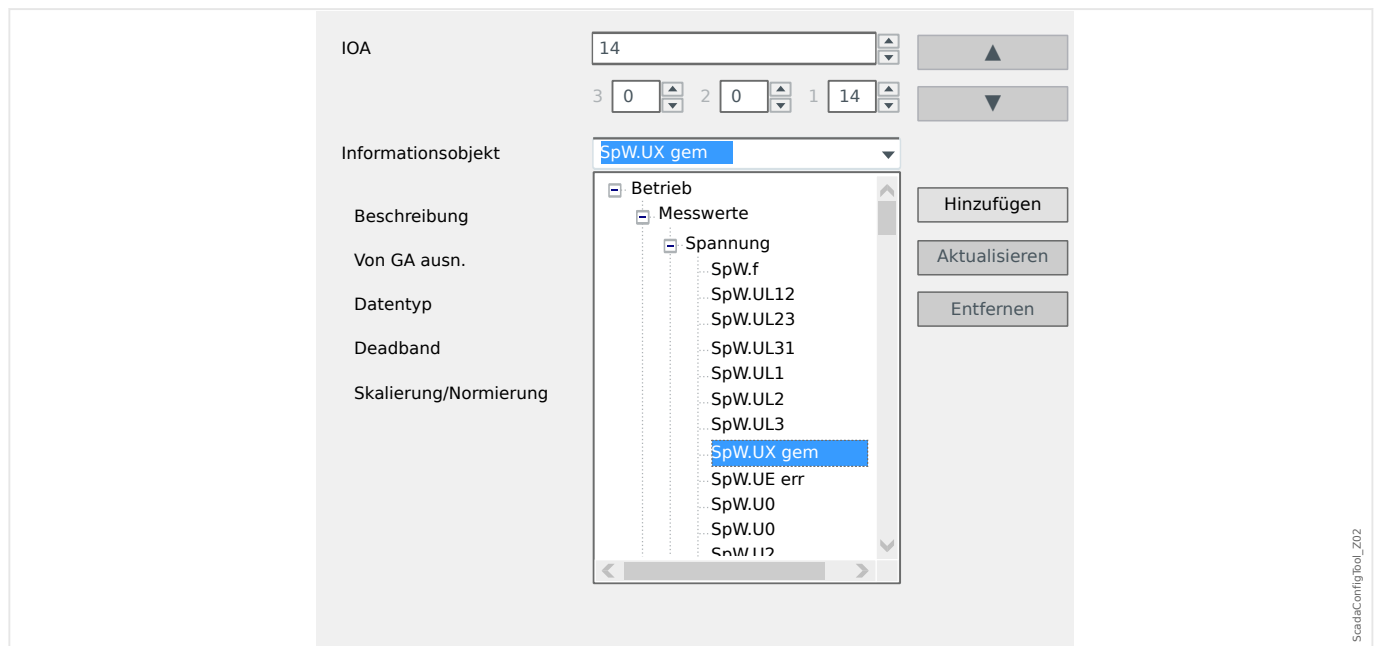 IOA
14
3 0 2 0 1 14
Informationsobjekt
SpW.UX gem
Beschreibung
Von GA ausn.
Datentyp
Deadband
Skalierung/Normierung
Betrieb
Messwerte
Spannung
SpW.f
SpW.UL12
SpW.UL23
SpW.UL31
SpW.UL1
SpW.UL2
SpW.UL3
SpW.UX gem
SpW.UE err
SpW.U0
SpW.U0
SpW.U2
Hinzufügen
Aktualisieren
Entfernen
ScadaConfigTool_Z02